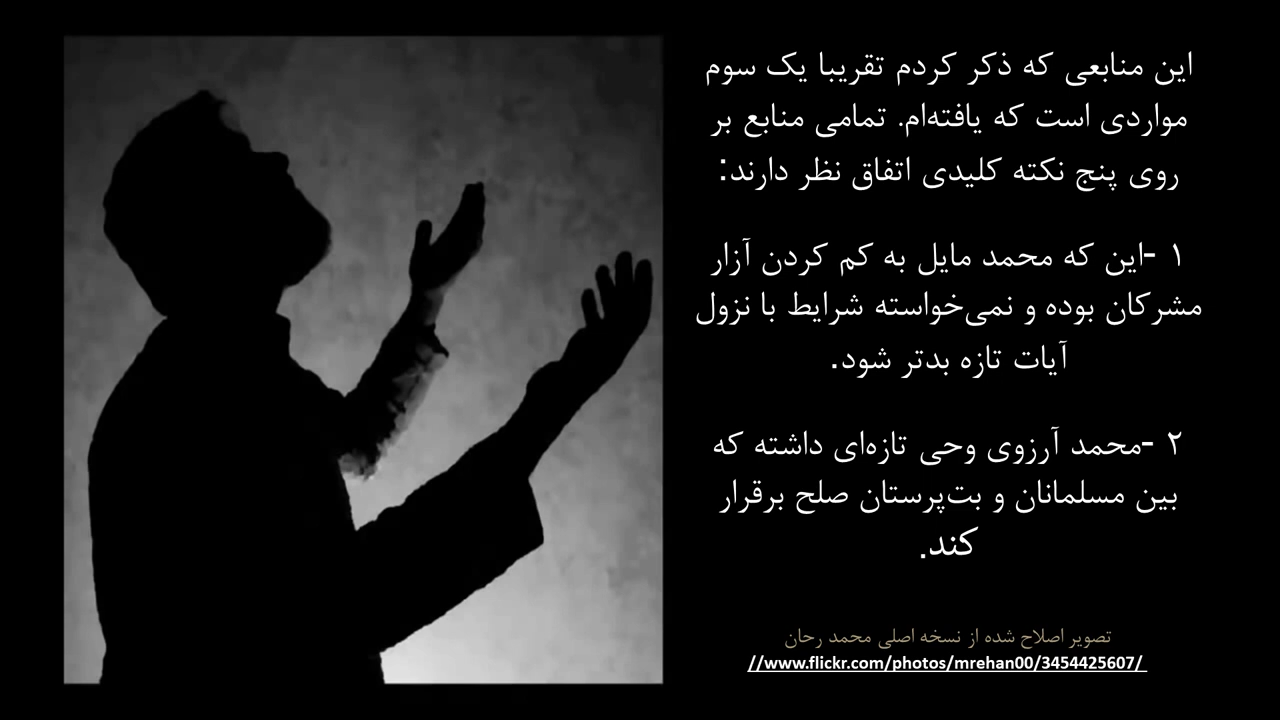 این منابعی که ذکر کردم تقریبا یک سوم
مواردی است که یافته‌ام. تمامی منابع بر
روی پنج نکته کلیدی اتفاق نظر دارند:
۱ -این که محمد مایل به کم کردن آزار
مشرکان بوده و نمی‌خواسته شرایط با نزول
آیات تازه بدتر شود.
۲ -محمد آرزوی وحی تازه‌ای داشته که
بین مسلمانان و بت‌پرستان صلح برقرار
کند.
تصویر اصلاح شده از نسخه اصلی محمد رحان
//www.flickr.com/photos/mrehan00/3454425607/